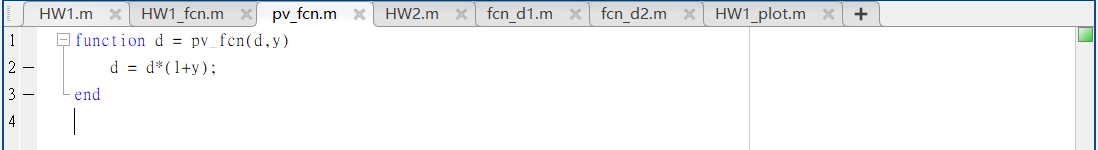 HW1.m HW1_fcn.m pv_fcn.m HW2.m fcn_d1.m fcn_d2.m HW1_plot.m +
1 function d = pv_fcn(d,y)
2 — d = d*(1+y);
3 — end
4